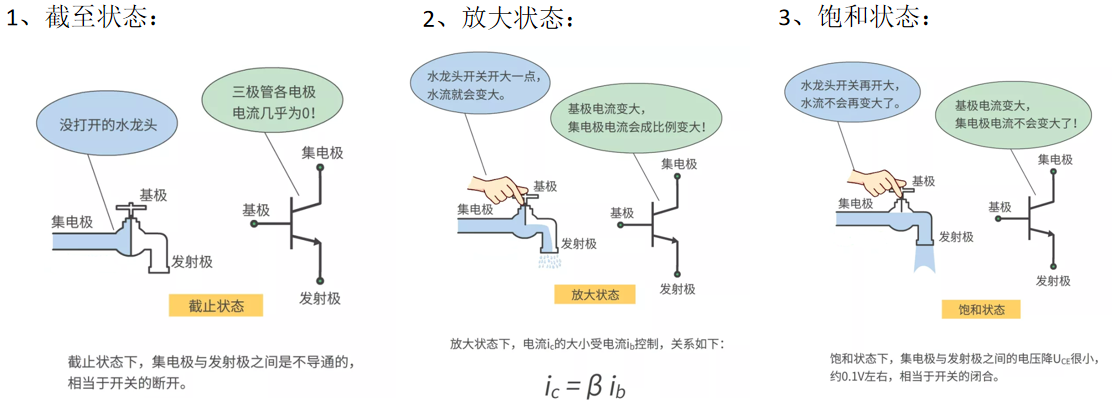 1、截至状态：
没打开的水龙头
三极管各电极
电流几乎为0！
集电极
基极
集电极
基极
发射极
发射极
截止状态
截止状态下，集电极与发射极之间是不导通的，
相当于开关的断开。
2、放大状态：
水龙头开关开大一点，
水流就会变大。
基极电流变大，
集电极电流会成比例变大！
集电极
基极
集电极
基极
发射极
发射极
放大状态
放大状态下，电流ic的大小受电流ib控制，关系如下：
ic = β ib
3、饱和状态：
水龙头开关再开大，
水流不会再变大了。
基极电流变大，
集电极电流不会变大了！
集电极
基极
集电极
基极
发射极
发射极
饱和状态
饱和状态下，集电极与发射极之间的电压降UCE很小，
约0.1V左右，相当于开关的闭合。